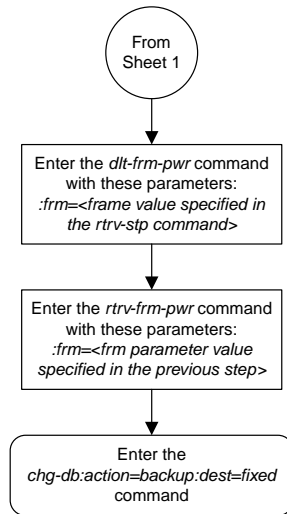 From
Sheet 1
Enter the dlt-frm-pwr command
with these parameters:
:frm=<frame value specified in
the rtrv-stp command>
Enter the rtrv-frm-pwr command
with these parameters:
:frm=<frm parameter value
specified in the previous step>
Enter the
chg-db:action=backup:dest=fixed
command